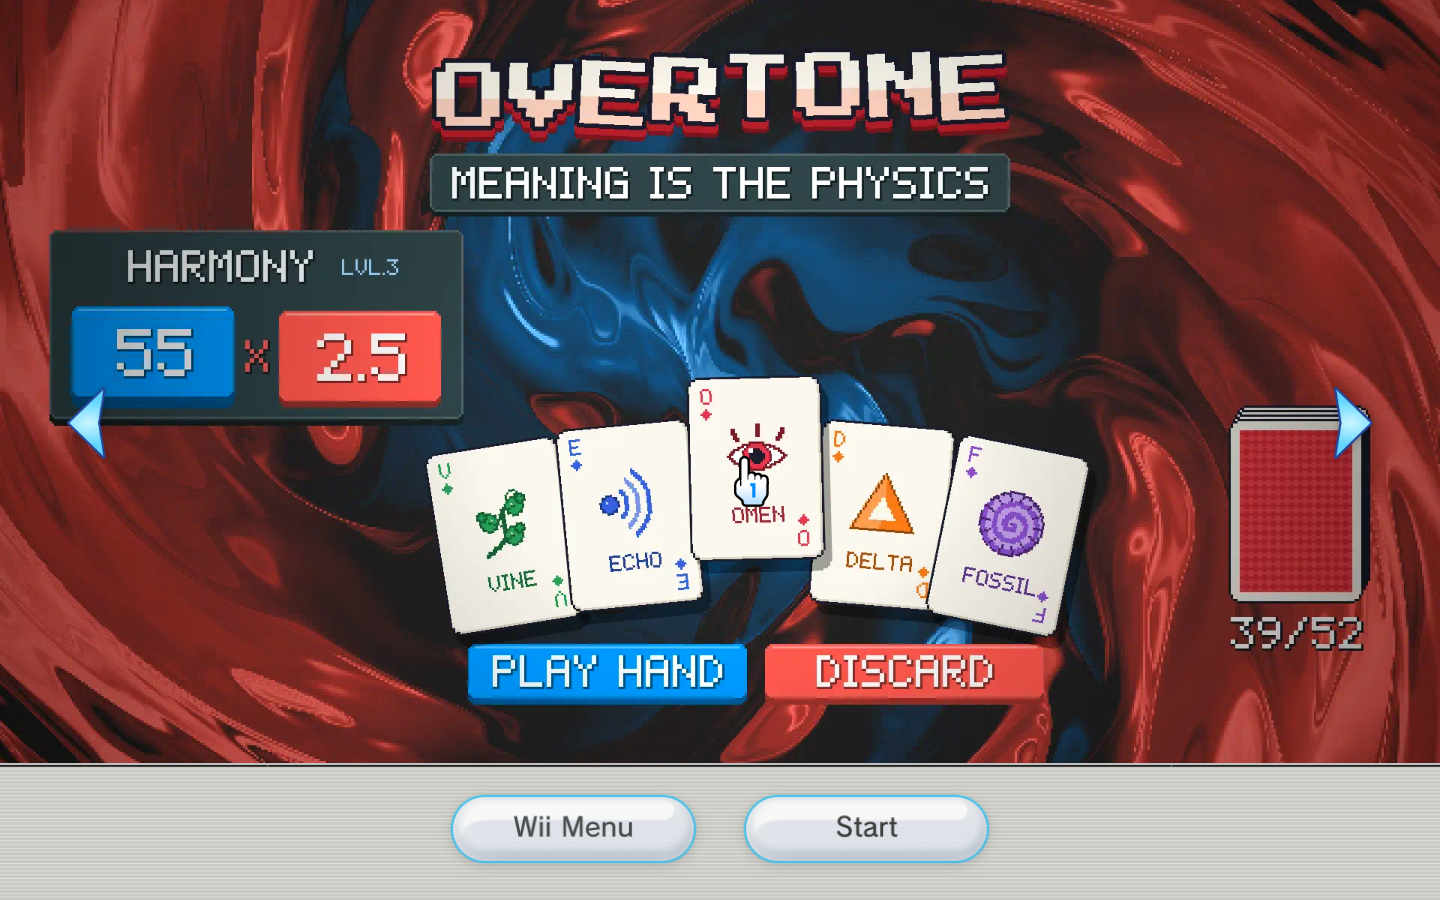 OVERTONE
MEANING IS THE PHYSICS
HARMONY LVL.3
55 X 2.5
V
VINE
V
E
ECHO
E
O
1
OMEN
O
D
DELTA
D
F
FOSSIL
F
39/52
PLAY HAND
DISCARD
Wii Menu
Start